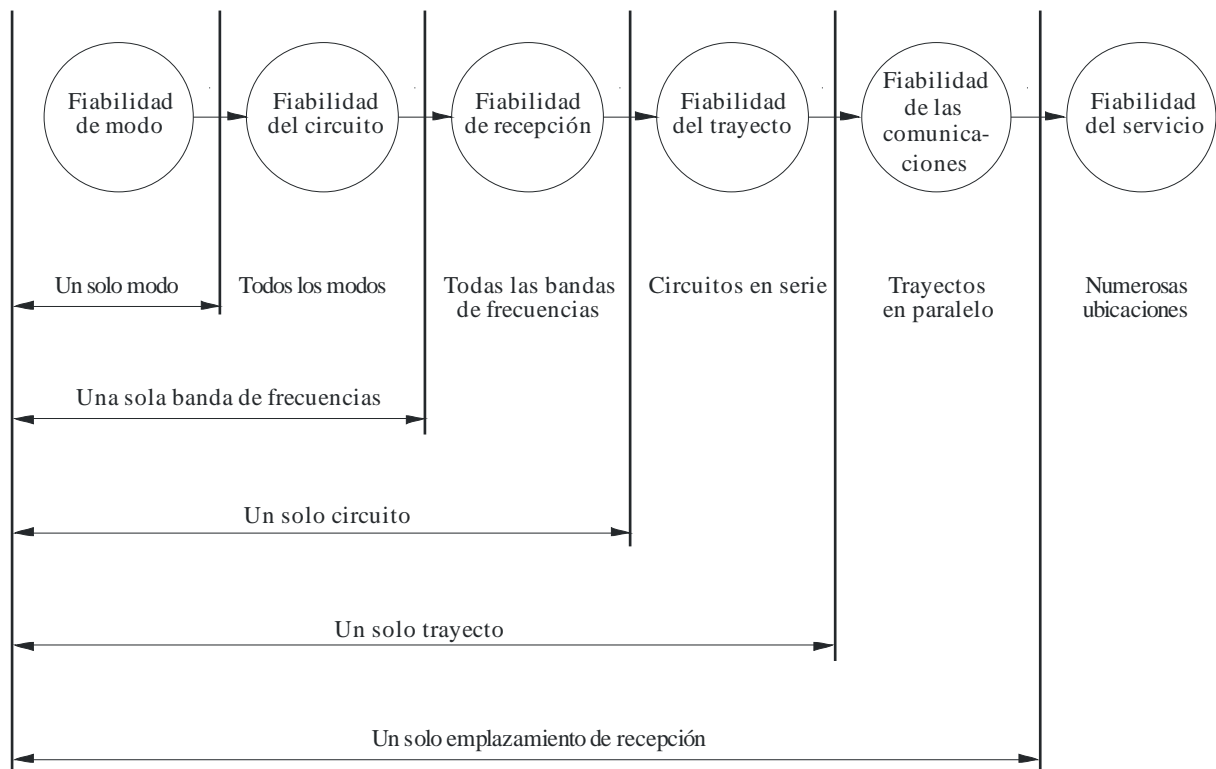 Fiabilidad
de modo
Fiabilidad
del circuito
Fiabilidad
de recepción
Fiabilidad
del trayecto
Fiabilidad
de las
comunica-
ciones
Fiabilidad
del servicio
Un solo modo
Todos los modos
Todas las bandas
de frecuencias
Circuitos en serie
Trayectos
en paralelo
Numerosas
ubicaciones
Una sola banda de frecuencias
Un solo circuito
Un solo trayecto
Un solo emplazamiento de recepción